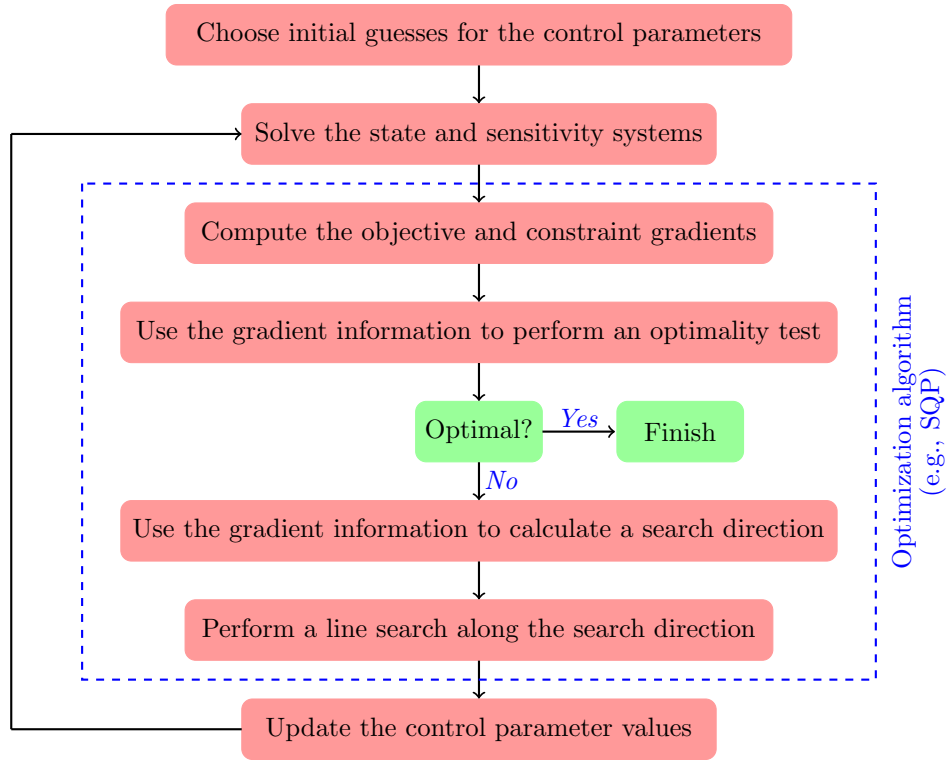 Choose initial guesses for the control parameters
Solve the state and sensitivity systems
Compute the objective and constraint gradients
Use the gradient information to perform an optimality test
Optimal?
Yes
Finish
No
Use the gradient information to calculate a search direction
Perform a line search along the search direction
Update the control parameter values
Optimization algorithm
(e.g., SQP)